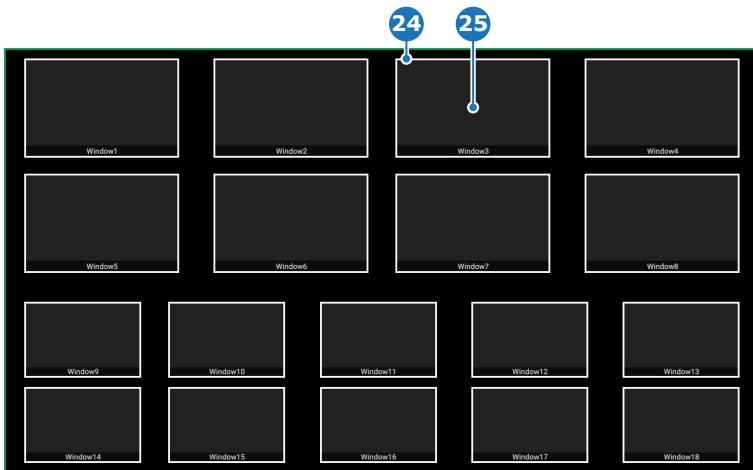 24 25
Window1 Window2 Window3 Window4
Window5 Window6 Window7 Window8
Window9 Window10 Window11 Window12 Window13
Window14 Window15 Window16 Window17 Window18